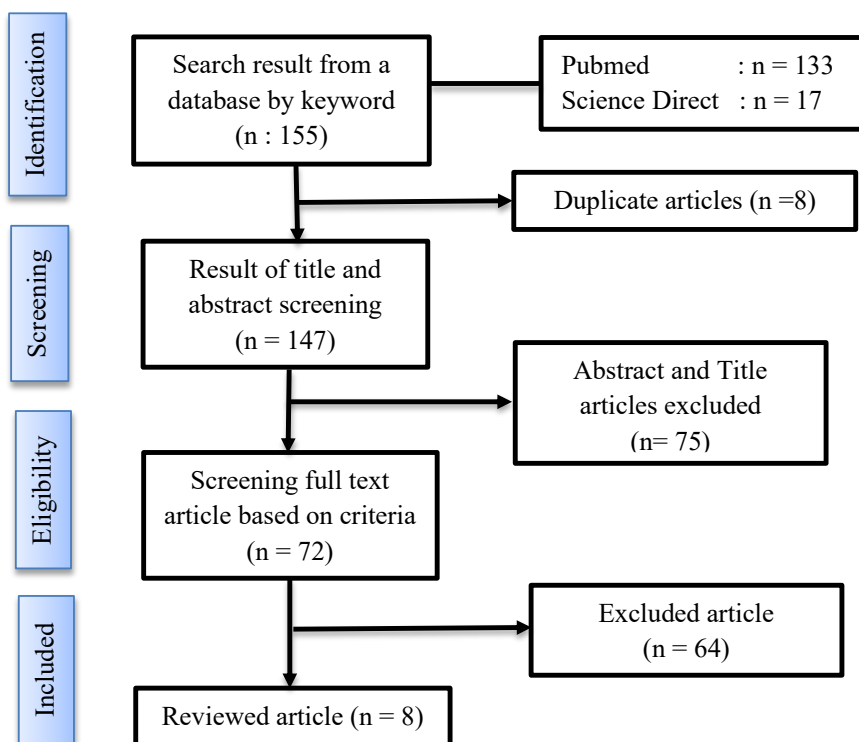 Identification
Search result from a
database by keyword
(n : 155)
Pubmed : n = 133
Science Direct : n = 17
Duplicate articles (n =8)
Screening
Result of title and
abstract screening
(n = 147)
Abstract and Title
articles excluded
(n= 75)
Eligibility
Screening full text
article based on criteria
(n = 72)
Excluded article
(n = 64)
Included
Reviewed article (n = 8)